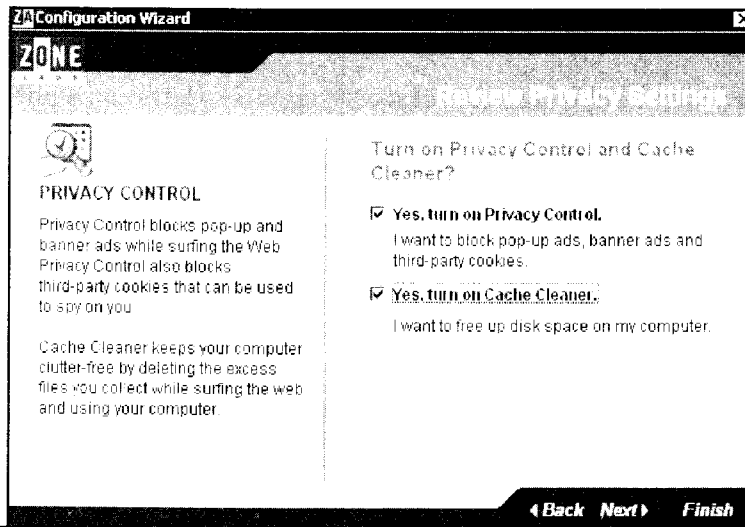 ZA Configuration Wizard
ZONE
LABS
Review Privacy Settings
PRIVACY CONTROL
Privacy Control blocks pop-up and
banner ads while surfing the Web
Privacy Control also blocks
third-party cookies that can be used
to spy on you
Cache Cleaner keeps your computer
clutter-free by deleting the excess
files you collect while surfing the web
and using your computer.
Turn on Privacy Control and Cache
Cleaner?
Yes, turn on Privacy Control.
I want to block pop-up ads, banner ads and
third-party cookies.
Yes, turn on Cache Cleaner.
I want to free up disk space on my computer.
Back Next Finish